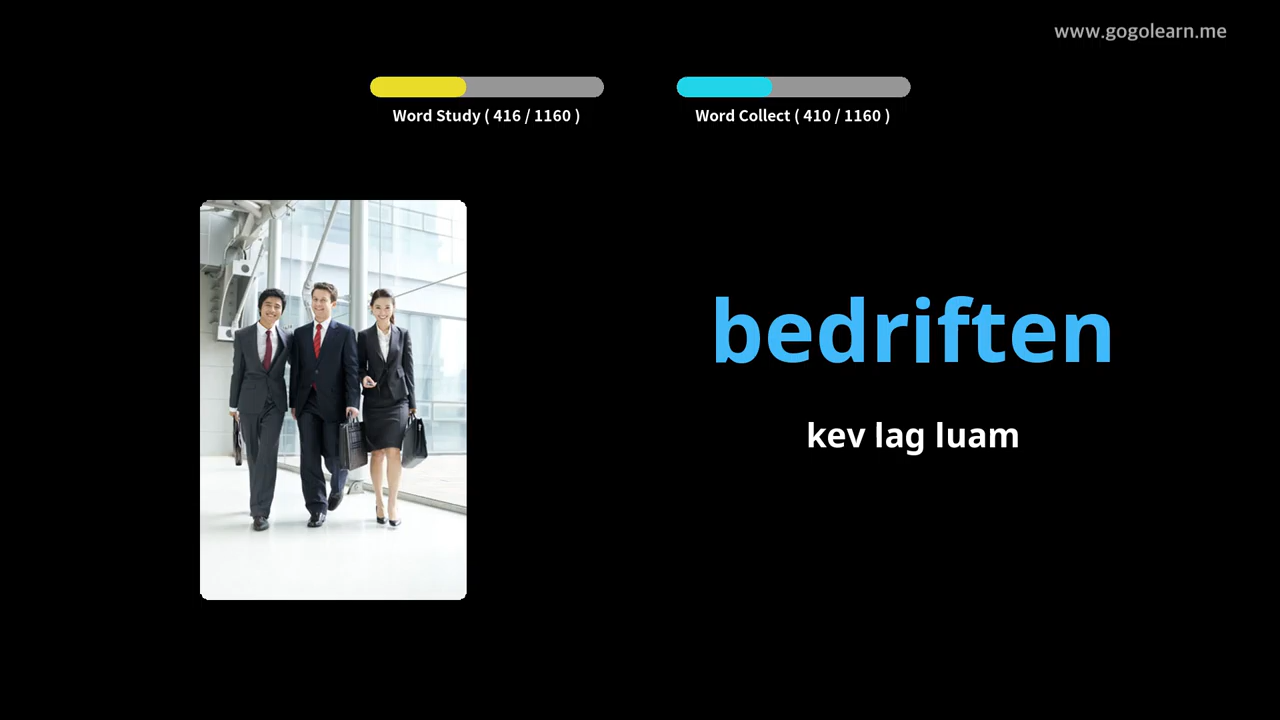 www.gogolearn.me
Word Study ( 416 / 1160 )
Word Collect ( 410 / 1160 )
bedriften
kev lag luam